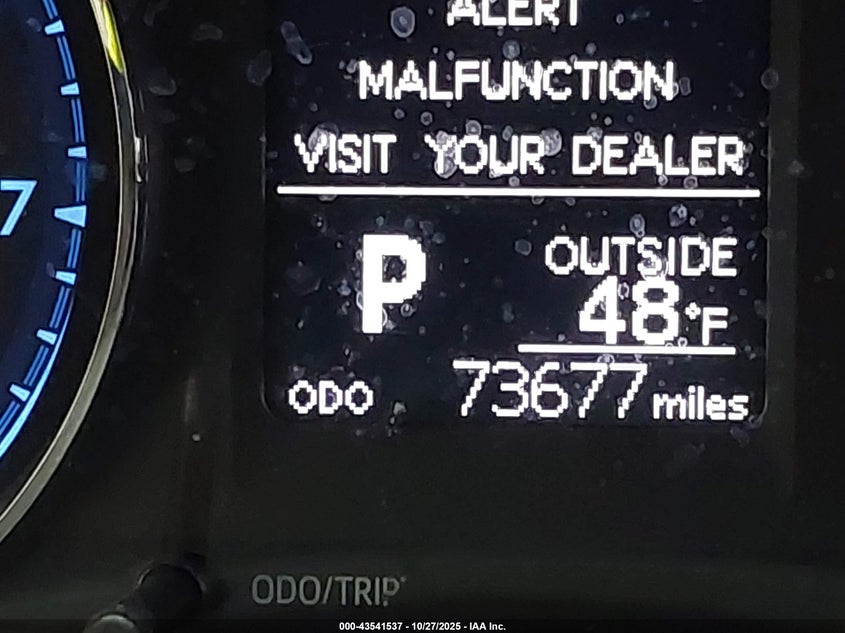 ALERT
MALFUNCTION
VISIT YOUR DEALER
7
P
OUTSIDE
48°F
ODO 73677 miles
ODO/TRIP
000-43541537 - 10/27/2025 - IAA Inc.